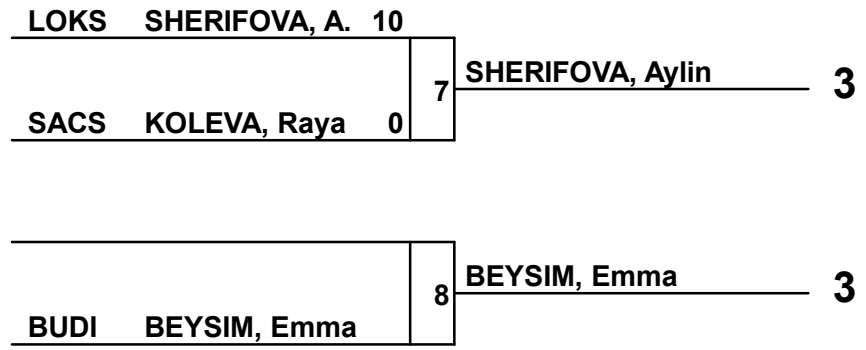 LOKS SHERIFOVA, A. 10
7 SHERIFOVA, Aylin 3
SACS KOLEVA, Raya 0
8 BEYSIM, Emma 3
BUDI BEYSIM, Emma